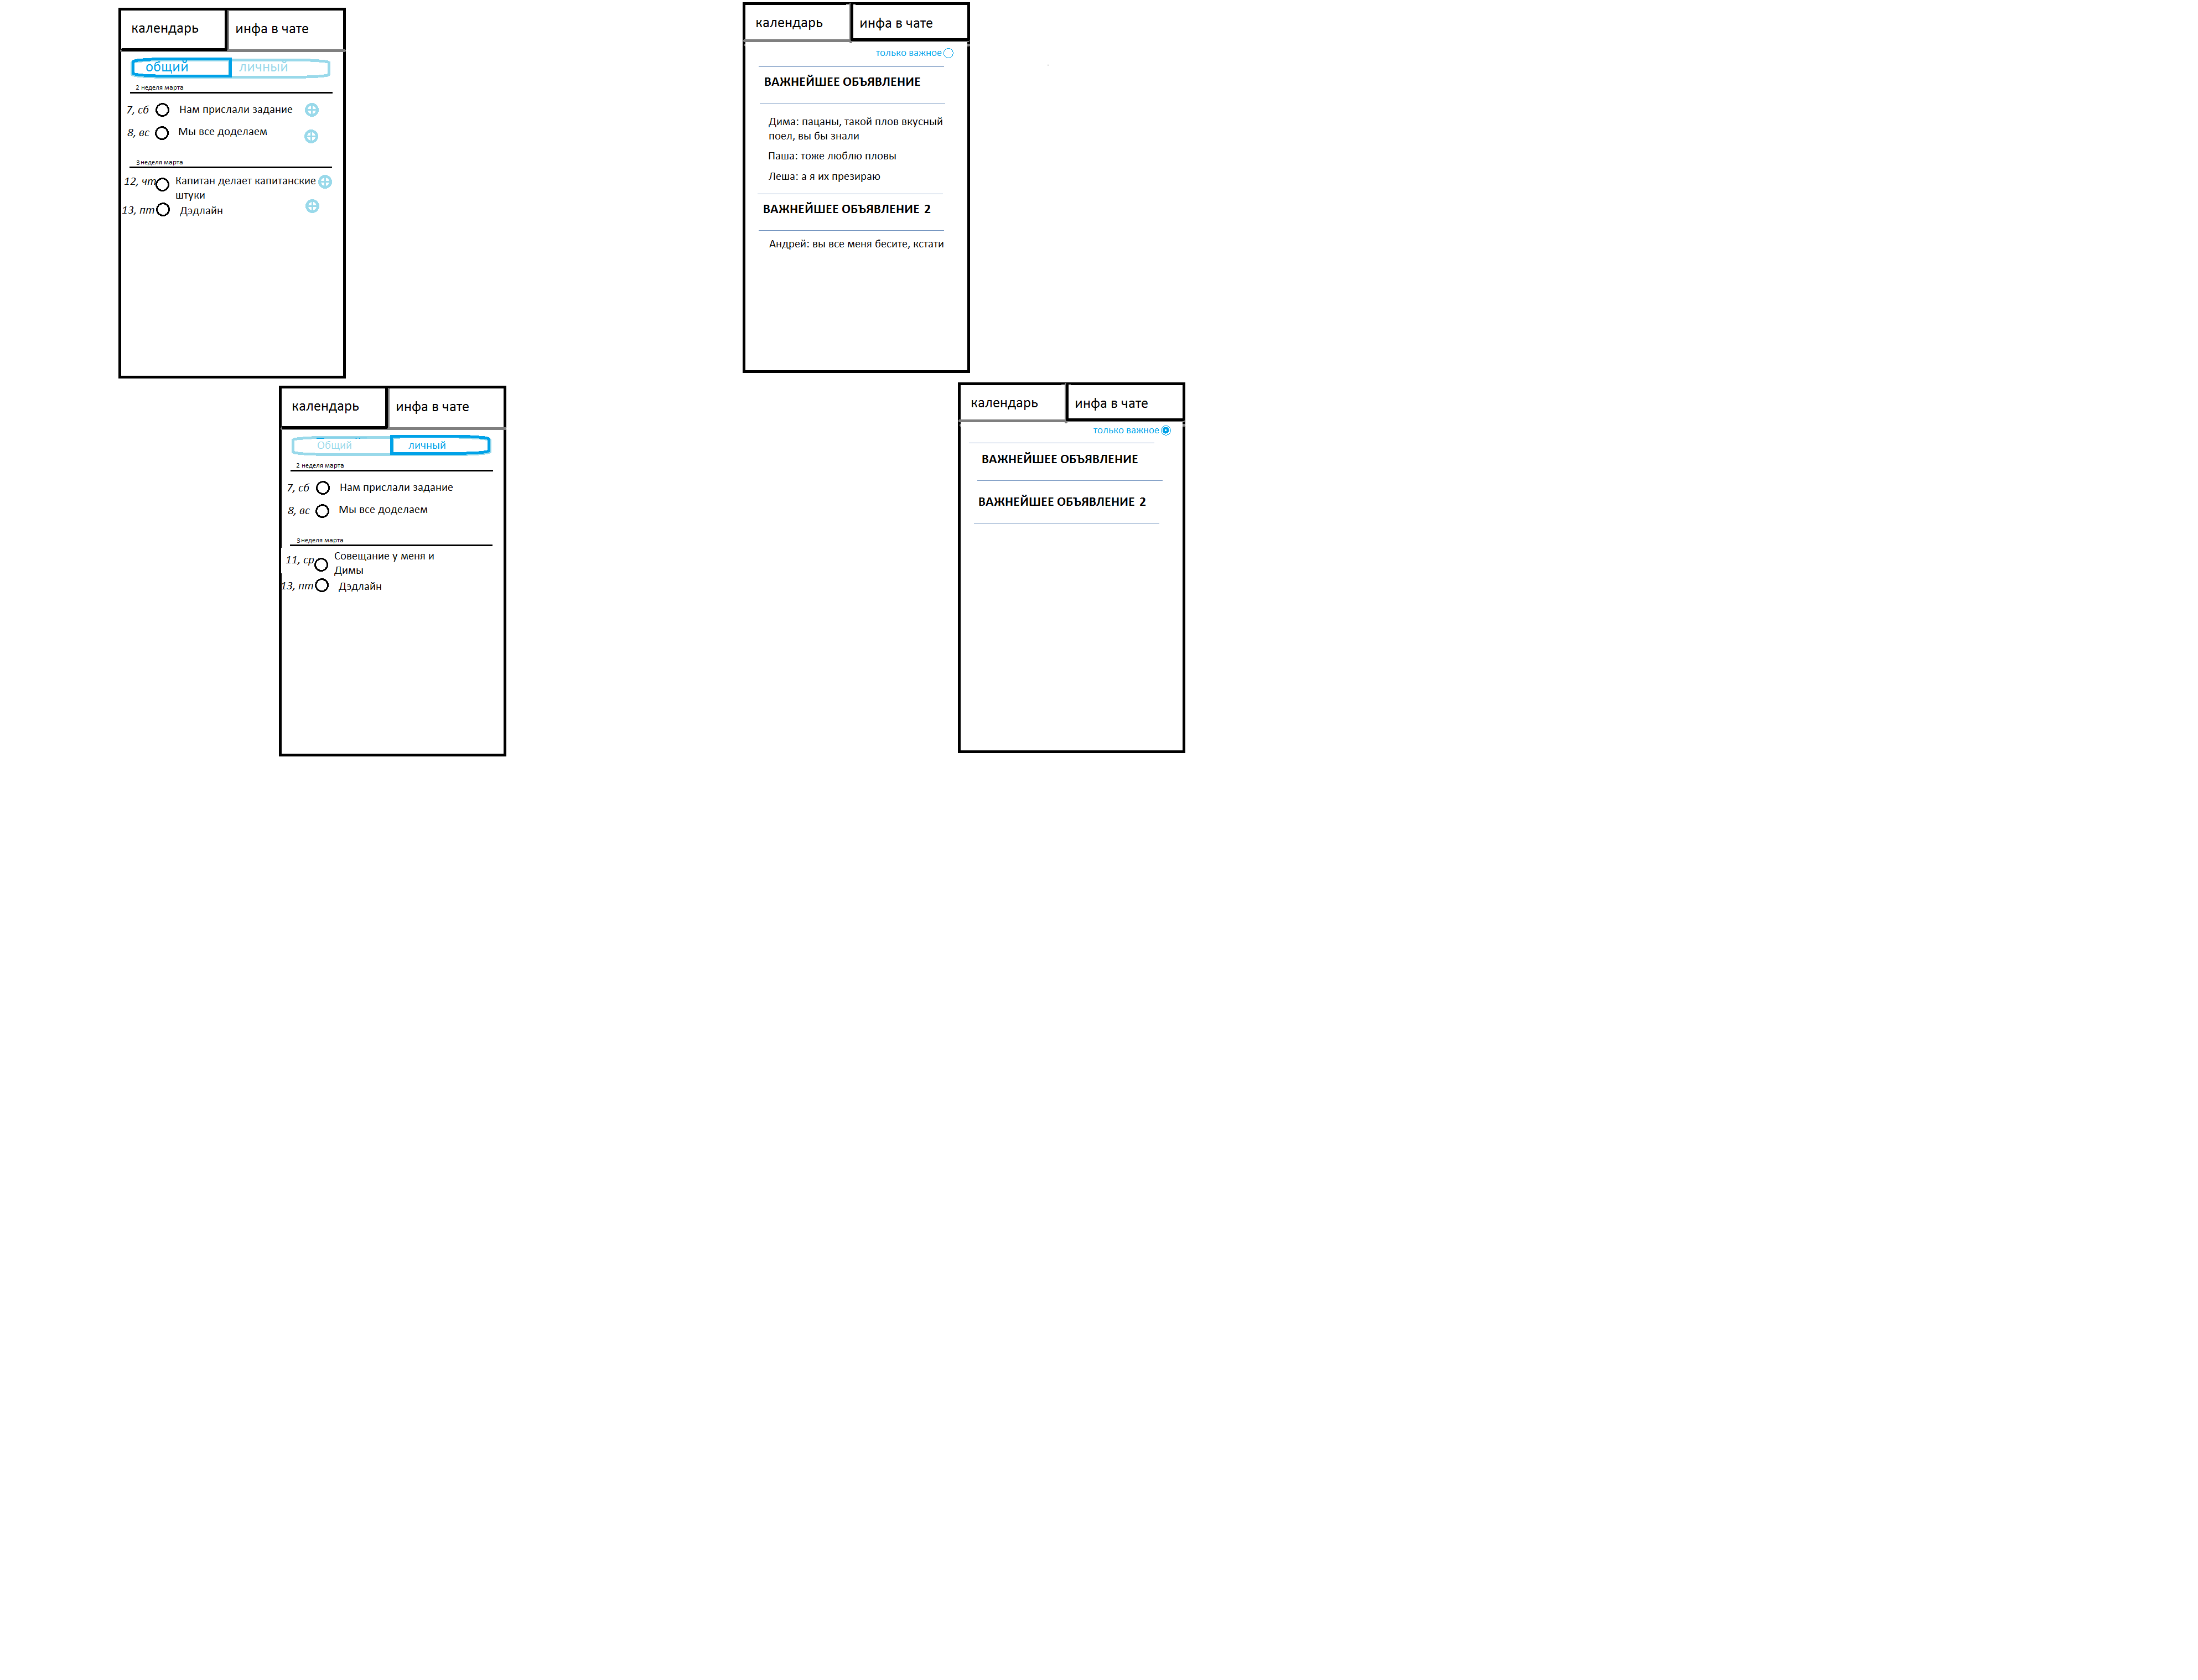 календарь
инфа в чате
общий
личный
2 неделя марта
7, сб
Нам прислали задание
8, вс
Мы все доделаем
3 неделя марта
12, чт
Капитан делает капитанские
штуки
13, пт
Дэдлайн
календарь
инфа в чате
только важное
ВАЖНЕЙШЕЕ ОБЪЯВЛЕНИЕ
Дима: пацаны, такой плов вкусный
поел, вы бы знали
Паша: тоже люблю пловы
Леша: а я их презираю
ВАЖНЕЙШЕЕ ОБЪЯВЛЕНИЕ 2
Андрей: вы все меня бесите, кстати
календарь
инфа в чате
Общий
личный
2 неделя марта
7, сб
Нам прислали задание
8, вс
Мы все доделаем
3 неделя марта
11, ср
Совещание у меня и
Димы
13, пт
Дэдлайн
календарь
инфа в чате
только важное
ВАЖНЕЙШЕЕ ОБЪЯВЛЕНИЕ
ВАЖНЕЙШЕЕ ОБЪЯВЛЕНИЕ 2